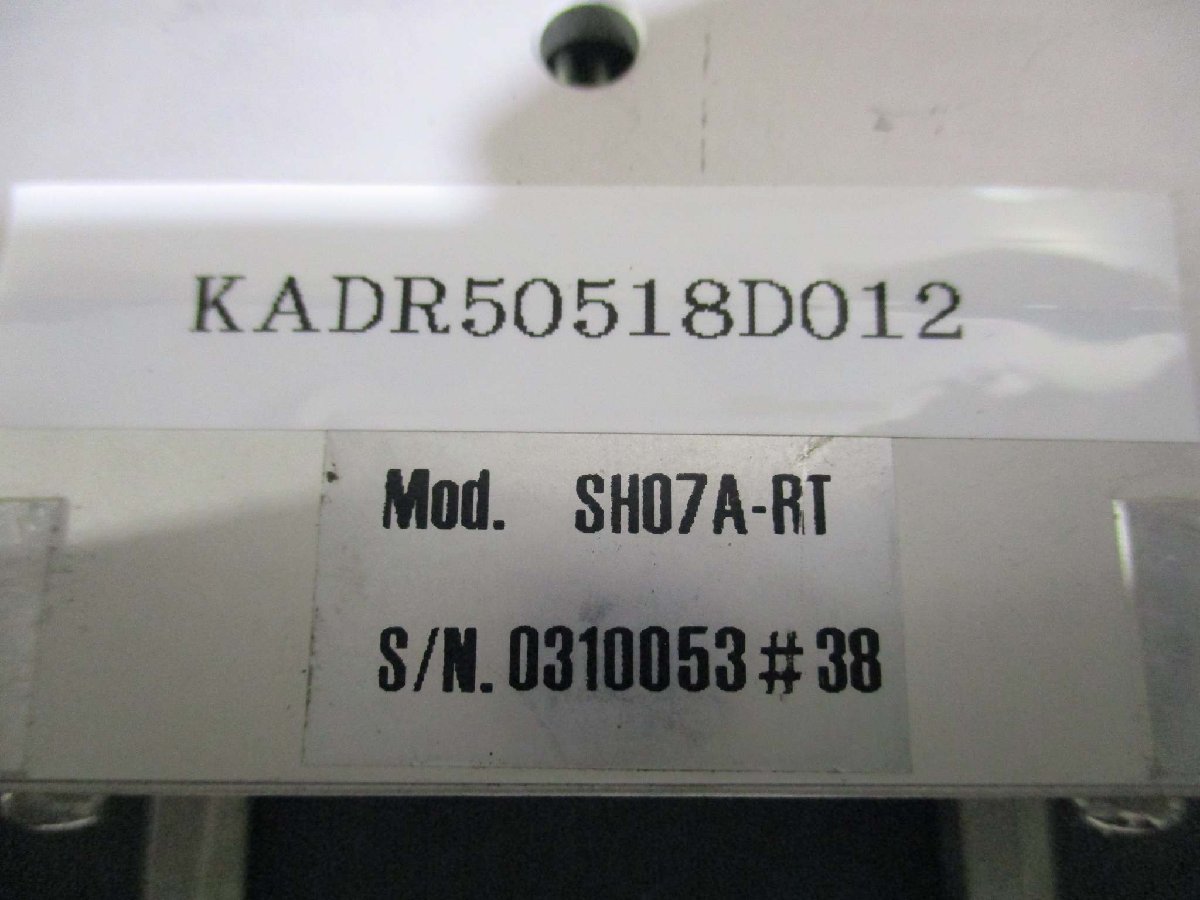 KADR50518D012
Mod. SH07A-RT
S/N. 0310053#38